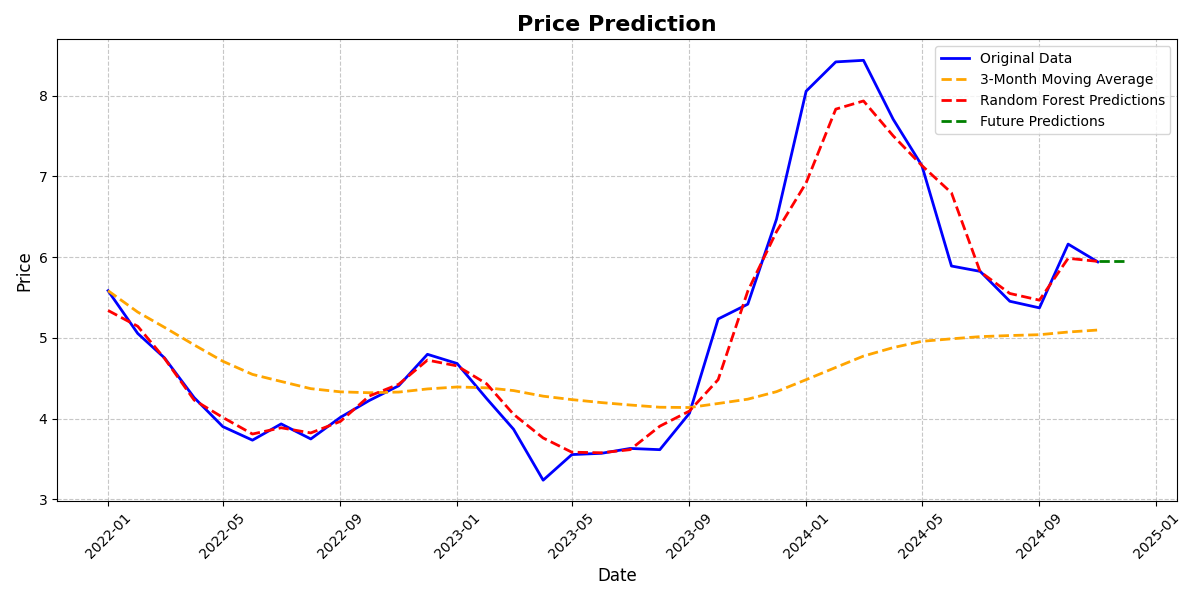 Price Prediction
Original Data
3-Month Moving Average
Random Forest Predictions
Future Predictions
Price
8
7
6
5
4
3
2022-01
2022-05
2022-09
2023-01
2023-05
2023-09
2024-01
2024-05
2024-09
2025-01
Date